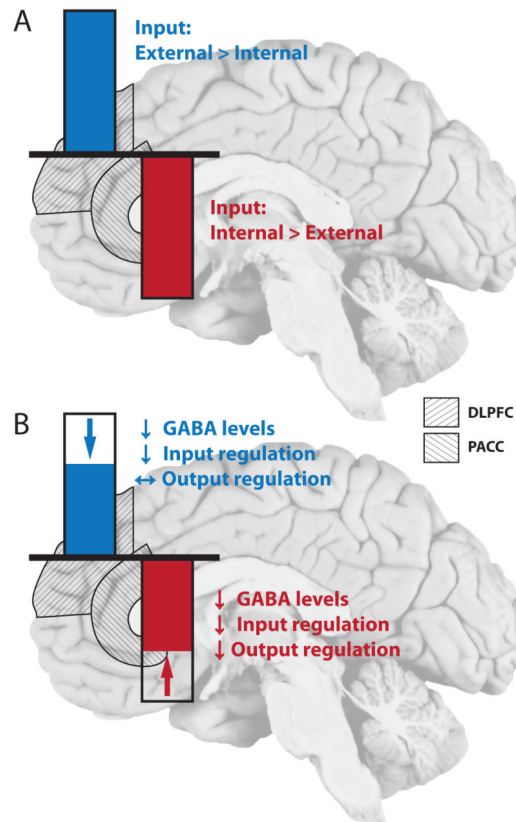 A
Input:
External > Internal
Input:
Internal > External
DLPFC
PACC
B
↓ GABA levels
↓ Input regulation
↔ Output regulation
↓ GABA levels
↓ Input regulation
↓ Output regulation